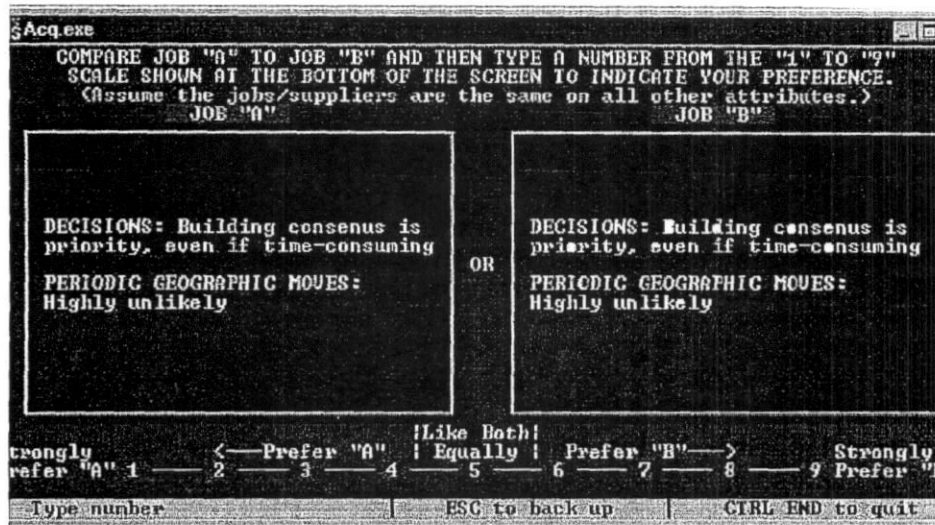 Acq.exe
COMPARE JOB "A" TO JOB "B" AND THEN TYPE A NUMBER FROM THE "1" TO "9"
SCALE SHOWN AT THE BOTTOM OF THE SCREEN TO INDICATE YOUR PREFERENCE.
(Assume the jobs/suppliers are the same on all other attributes.)
JOB "A" JOB "B"
DECISIONS: Building consenus is
priority, even if time-consuming
PERIODIC GEOGRAPHIC MOVES:
Highly unlikely
OR
DECISIONS: Building consenus is
priority, even if time-consuming
PERIODIC GEOGRAPHIC MOVES:
Highly unlikely
|Like Both|
trongly <—Prefer "A" | Equally | Prefer "B"—> Strongly
refer "A" 1 — 2 — 3 — 4 — 5 — 6 — 7 — 8 — 9 Prefer "
Type number | ESC to back up | CTRL END to quit